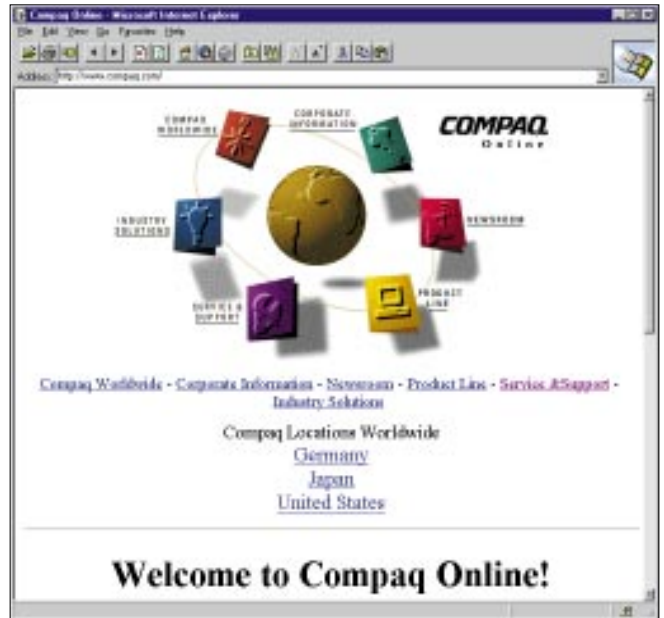 Compaq Online - Microsoft Internet Explorer
File Edit View Go Favorites Help
Address: http://www.compaq.com/
COMPAQ
WORLDWIDE
CORPORATE
INFORMATION
COMPAQ
Online
INDUSTRY
SOLUTIONS
NEWSROOM
SERVICE &
SUPPORT
PRODUCT
LINE
Compaq Worldwide - Corporate Information - Newsroom - Product Line - Service &Support -
Industry Solutions
Compaq Locations Worldwide
Germany
Japan
United States
Welcome to Compaq Online!